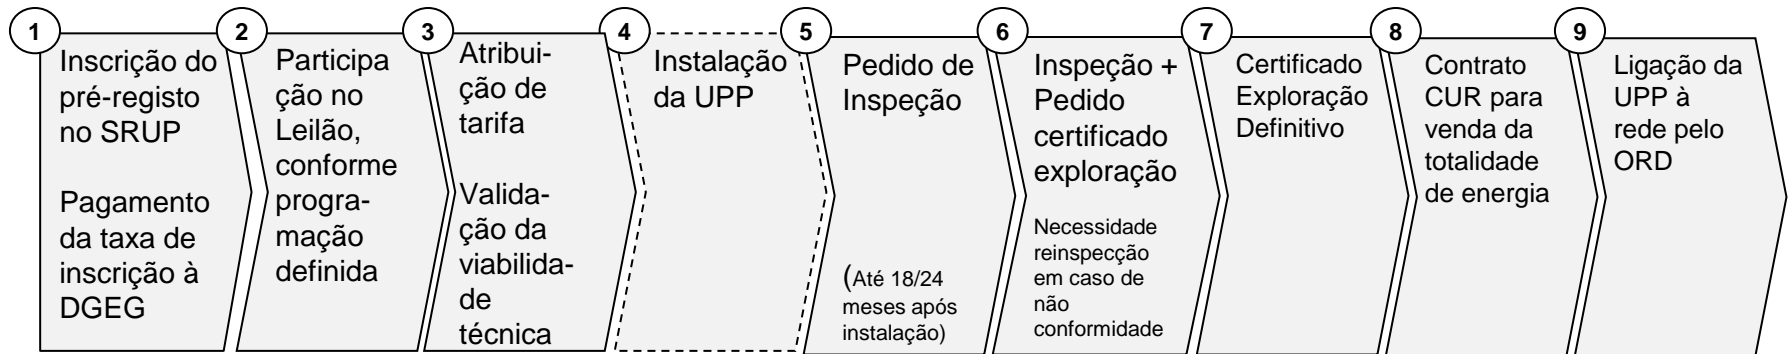 1
Inscrição do
pré-registo
no SRUP
Pagamento
da taxa de
inscrição à
DGEG
2
Participa
ção no
Leilão,
conforme
progra-
mação
definida
3
Atribui-
ção de
tarifa
Valida-
ção da
viabilida-
de
técnica
4
Instalação
da UPP
5
Pedido de
Inspeção
(Até 18/24
meses após
instalação)
6
Inspeção +
Pedido
certificado
exploração
Necessidade
reinspecção
em caso de
não
conformidade
7
Certificado
Exploração
Definitivo
8
Contrato
CUR para
venda da
totalidade
de energia
9
Ligação da
UPP à
rede pelo
ORD